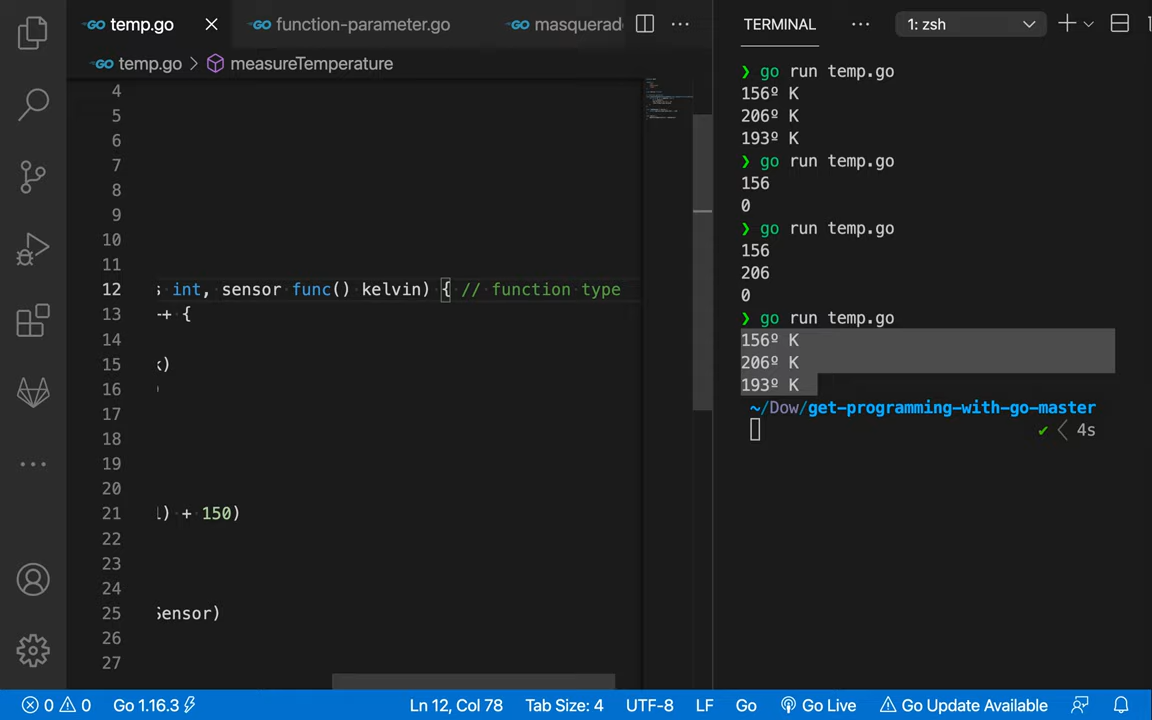 temp.go
function-parameter.go
masquerad
temp.go > measureTemperature
4
5
6
7
8
9
10
11
12 s int, sensor func() kelvin) { // function type
13 ++ {
14
15 k)
16 )
17
18
19
20
21 1) + 150)
22
23
24
25 Sensor)
26
27
TERMINAL
1: zsh
❯ go run temp.go
156º K
206º K
193º K
❯ go run temp.go
156
0
❯ go run temp.go
156
206
0
❯ go run temp.go
156º K
206º K
193º K
~/Dow/get-programming-with-go-master
✔ < 4s
0 0 Go 1.16.3 Ln 12, Col 78 Tab Size: 4 UTF-8 LF Go Go Live Go Update Available